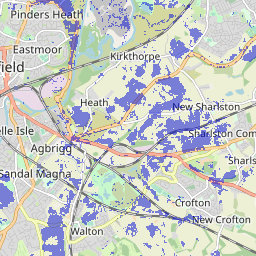 Pinders Heath
Eastmoor
Kirkthorpe
field
Heath
New Sharlston
elle Isle
Sharlston Com
Agbrigg
Sharls
Sandal Magna
Crofton
New Crofton
Walton